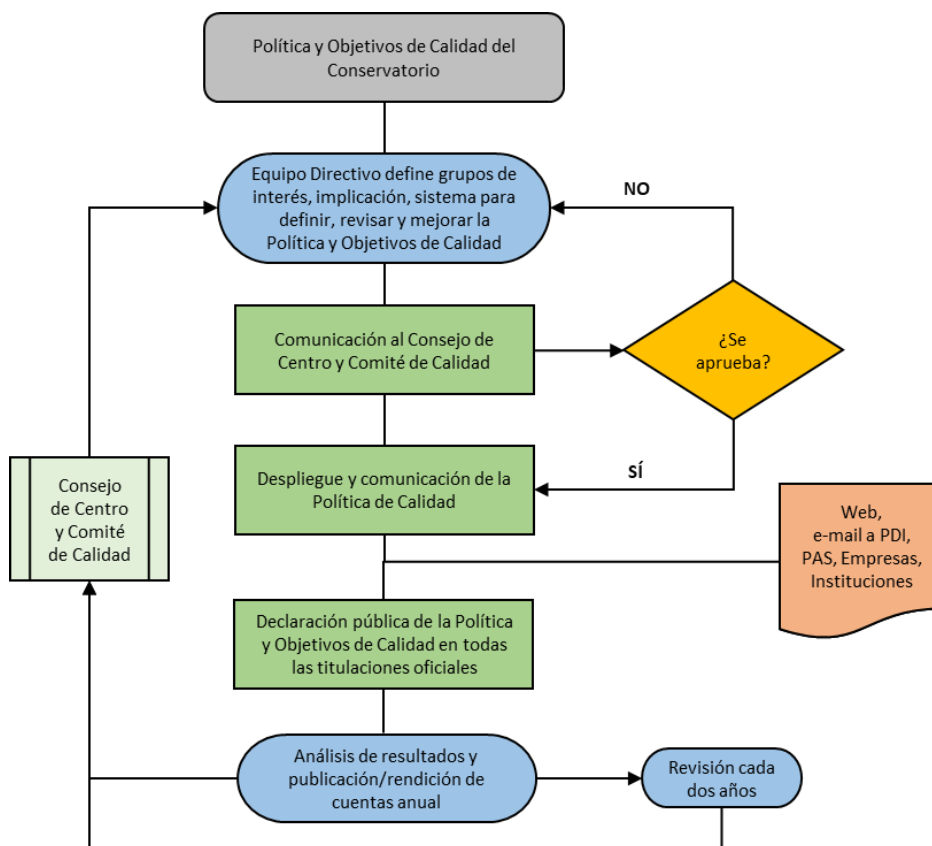 Política y Objetivos de Calidad del
Conservatorio
Equipo Directivo define grupos de
interés, implicación, sistema para
definir, revisar y mejorar la
Política y Objetivos de Calidad
NO
Comunicación al Consejo de
Centro y Comité de Calidad
¿Se
aprueba?
SÍ
Despliegue y comunicación de la
Política de Calidad
Consejo
de Centro
y Comité
de Calidad
Web,
e-mail a PDI,
PAS, Empresas,
Instituciones
Declaración pública de la Política
y Objetivos de Calidad en todas
las titulaciones oficiales
Análisis de resultados y
publicación/rendición de
cuentas anual
Revisión cada
dos años